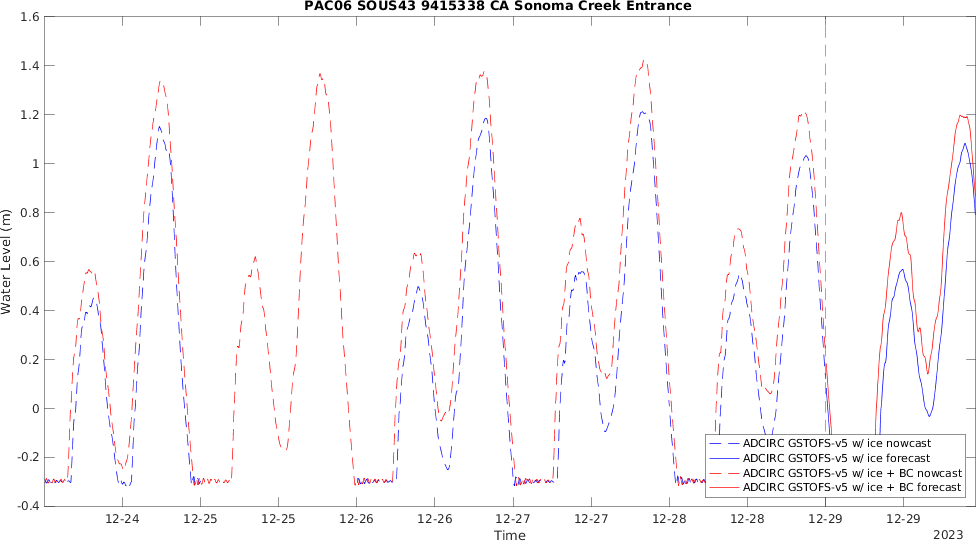 PAC06 SOUS43 9415338 CA Sonoma Creek Entrance
1.6
1.4
1.2
1
0.8
0.6
0.4
0.2
0
-0.2
-0.4
Water Level (m)
ADCIRC GSTOFS-v5 w/ ice nowcast
ADCIRC GSTOFS-v5 w/ ice forecast
ADCIRC GSTOFS-v5 w/ ice + BC nowcast
ADCIRC GSTOFS-v5 w/ ice + BC forecast
12-24 12-25 12-25 12-26 12-26 12-27 12-27 12-28 12-28 12-29 12-29
Time
2023